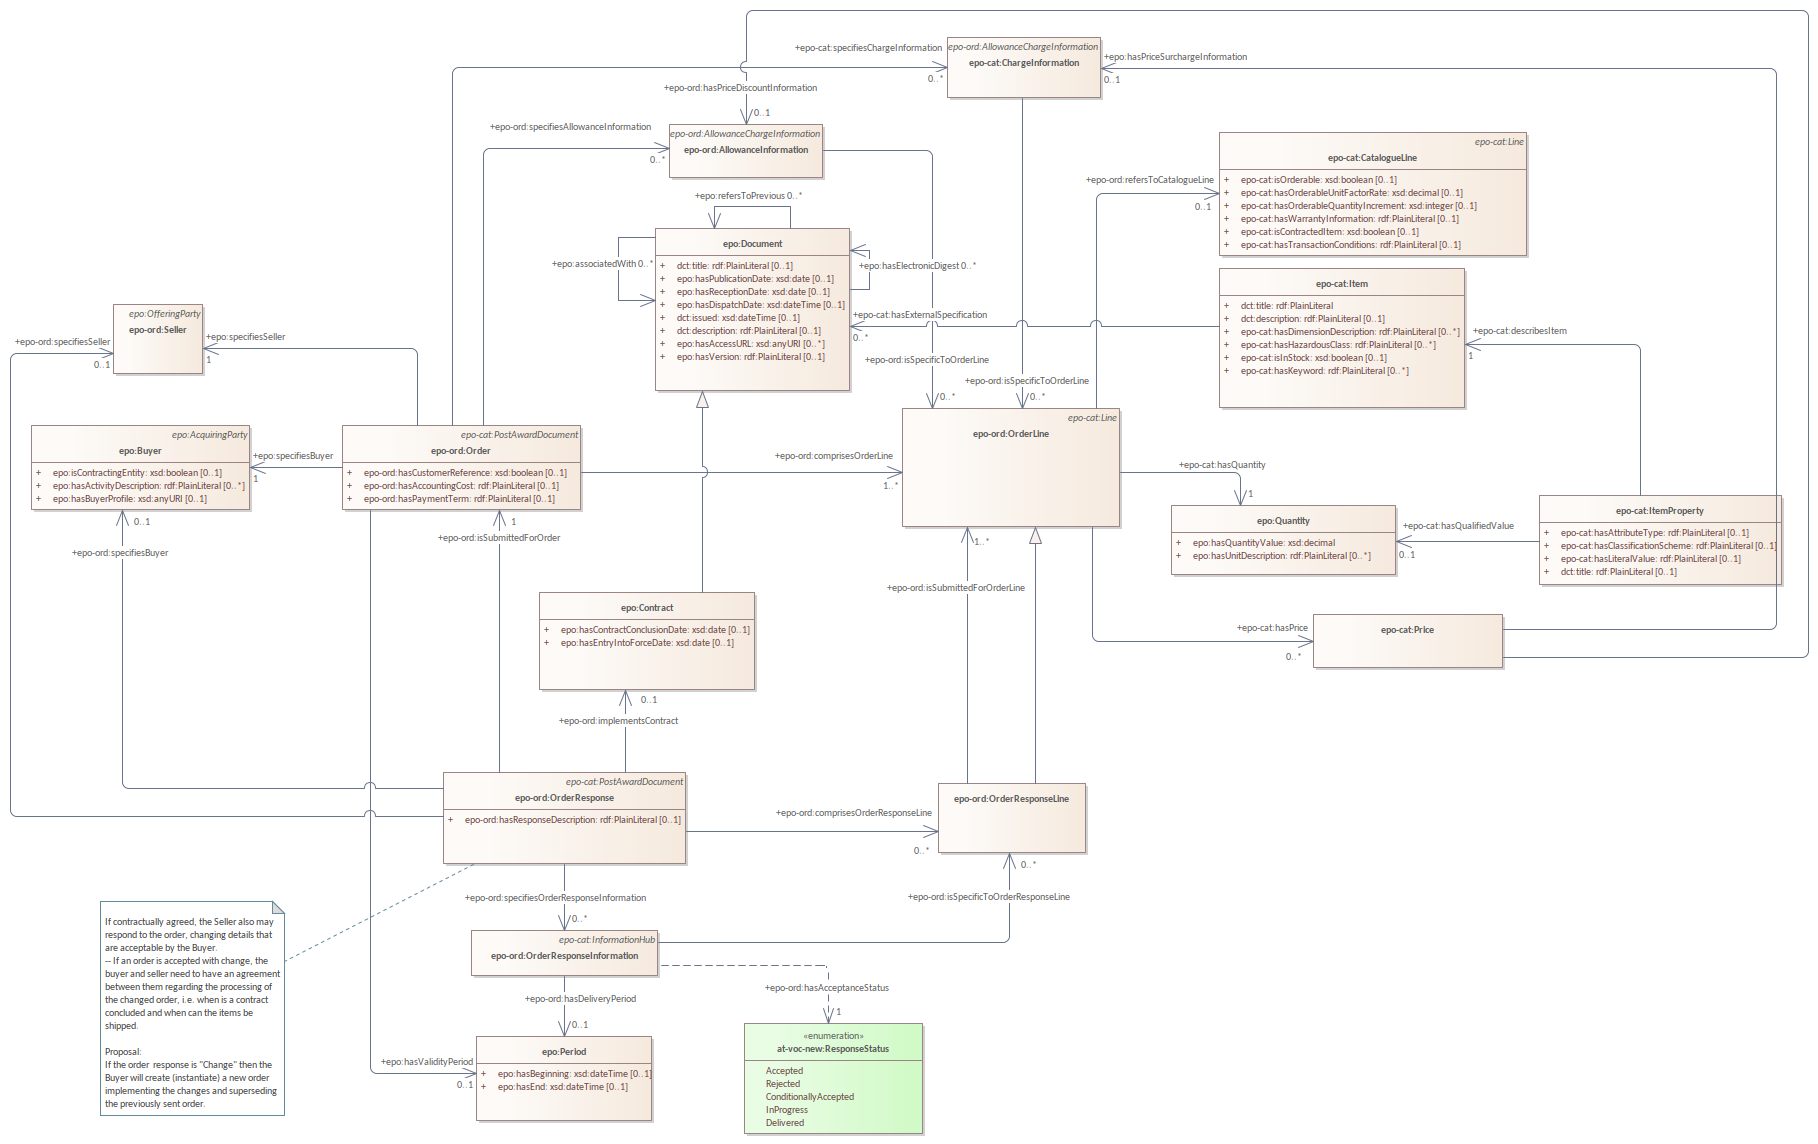 +epo-cat:specifiesChargeInformation
0..*
epo-ord:AllowanceChargeInformation
epo-cat:ChargeInformation
+epo:hasPriceSurchargeInformation
0..1
+epo-ord:hasPriceDiscountInformation
0..1
+epo-ord:specifiesAllowanceInformation
0..*
epo-ord:AllowanceChargeInformation
epo-ord:AllowanceInformation
epo-cat:Line
epo-cat:CatalogueLine
+ epo-cat:isOrderable: xsd:boolean [0..1]
+ epo-cat:hasOrderableUnitFactorRate: xsd:decimal [0..1]
+ epo-cat:hasOrderableQuantityIncrement: xsd:integer [0..1]
+ epo-cat:hasWarrantyInformation: rdf:PlainLiteral [0..1]
+ epo-cat:isContractedItem: xsd:boolean [0..1]
+ epo-cat:hasTransactionConditions: rdf:PlainLiteral [0..1]
+epo-ord:refersToCatalogueLine
0..1
+epo:refersToPrevious 0..*
+epo:associatedWith 0..*
+epo:hasElectronicDigest 0..*
epo:Document
+ dct:title: rdf:PlainLiteral [0..1]
+ epo:hasPublicationDate: xsd:date [0..1]
+ epo:hasReceptionDate: xsd:date [0..1]
+ epo:hasDispatchDate: xsd:dateTime [0..1]
+ dct:issued: xsd:dateTime [0..1]
+ dct:description: rdf:PlainLiteral [0..1]
+ epo:hasAccessURL: xsd:anyURI [0..*]
+ epo:hasVersion: rdf:PlainLiteral [0..1]
+epo-cat:hasExternalSpecification
0..*
epo-cat:Item
+ dct:title: rdf:PlainLiteral
+ dct:description: rdf:PlainLiteral [0..1]
+ epo-cat:hasDimensionDescription: rdf:PlainLiteral [0..*]
+ epo-cat:hasHazardousClass: rdf:PlainLiteral [0..*]
+ epo-cat:isInStock: xsd:boolean [0..1]
+ epo-cat:hasKeyword: rdf:PlainLiteral [0..*]
+epo-cat:describesItem
1
epo:OfferingParty
epo-ord:Seller
+epo-ord:specifiesSeller
0..1
+epo:specifiesSeller
1
+epo-ord:isSpecificToOrderLine
0..*
+epo-ord:isSpecificToOrderLine
0..*
epo:AcquiringParty
epo:Buyer
+ epo:isContractingEntity: xsd:boolean [0..1]
+ epo:hasActivityDescription: rdf:PlainLiteral [0..*]
+ epo:hasBuyerProfile: xsd:anyURI [0..1]
+epo:specifiesBuyer
1
epo-cat:PostAwardDocument
epo-ord:Order
+ epo-ord:hasCustomerReference: xsd:boolean [0..1]
+ epo-ord:hasAccountingCost: rdf:PlainLiteral [0..1]
+ epo-ord:hasPaymentTerm: rdf:PlainLiteral [0..1]
+epo-ord:comprisesOrderLine
1..*
epo-cat:Line
epo-ord:OrderLine
+epo-cat:hasQuantity
1
epo:Quantity
+ epo:hasQuantityValue: xsd:decimal
+ epo:hasUnitDescription: rdf:PlainLiteral [0..*]
+epo-cat:hasQualifiedValue
0..1
epo-cat:ItemProperty
+ epo-cat:hasAttributeType: rdf:PlainLiteral [0..1]
+ epo-cat:hasClassificationScheme: rdf:PlainLiteral [0..1]
+ epo-cat:hasLiteralValue: rdf:PlainLiteral [0..1]
+ dct:title: rdf:PlainLiteral [0..1]
0..1
+epo-ord:specifiesBuyer
1
+epo-ord:isSubmittedForOrder
1..*
+epo-ord:isSubmittedForOrderLine
epo:Contract
+ epo:hasContractConclusionDate: xsd:date [0..1]
+ epo:hasEntryIntoForceDate: xsd:date [0..1]
+epo-cat:hasPrice
0..*
epo-cat:Price
0..1
+epo-ord:implementsContract
epo-cat:PostAwardDocument
epo-ord:OrderResponse
+ epo-ord:hasResponseDescription: rdf:PlainLiteral [0..1]
+epo-ord:comprisesOrderResponseLine
0..*
epo-ord:OrderResponseLine
0..*
+epo-ord:isSpecificToOrderResponseLine
+epo-ord:specifiesOrderResponseInformation
0..*
epo-cat:InformationHub
epo-ord:OrderResponseInformation
+epo-ord:hasDeliveryPeriod
0..1
+epo-ord:hasAcceptanceStatus
1
If contractually agreed, the Seller also may
respond to the order, changing details that
are acceptable by the Buyer.
-- If an order is accepted with change, the
buyer and seller need to have an agreement
between them regarding the processing of
the changed order, i.e. when is a contract
concluded and when can the items be
shipped.
Proposal:
If the order response is "Change" then the
Buyer will create (instantiate) a new order
implementing the changes and superseding
the previously sent order.
+epo:hasValidityPeriod
0..1
epo:Period
+ epo:hasBeginning: xsd:dateTime [0..1]
+ epo:hasEnd: xsd:dateTime [0..1]
«enumeration»
at-voc-new:ResponseStatus
Accepted
Rejected
ConditionallyAccepted
InProgress
Delivered